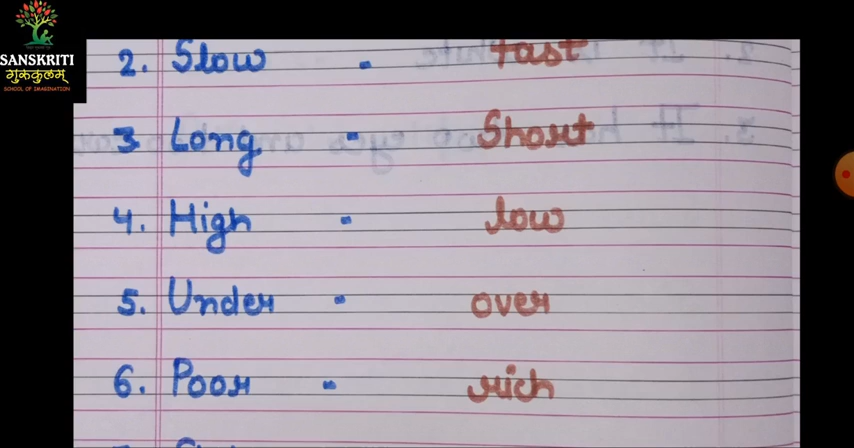 SANSKRITI
गुरुकुलम्
SCHOOL OF IMAGINATION
2. Slow - fast
3 Long - Short
4. High - low
5. Under - over
6. Poor - rich